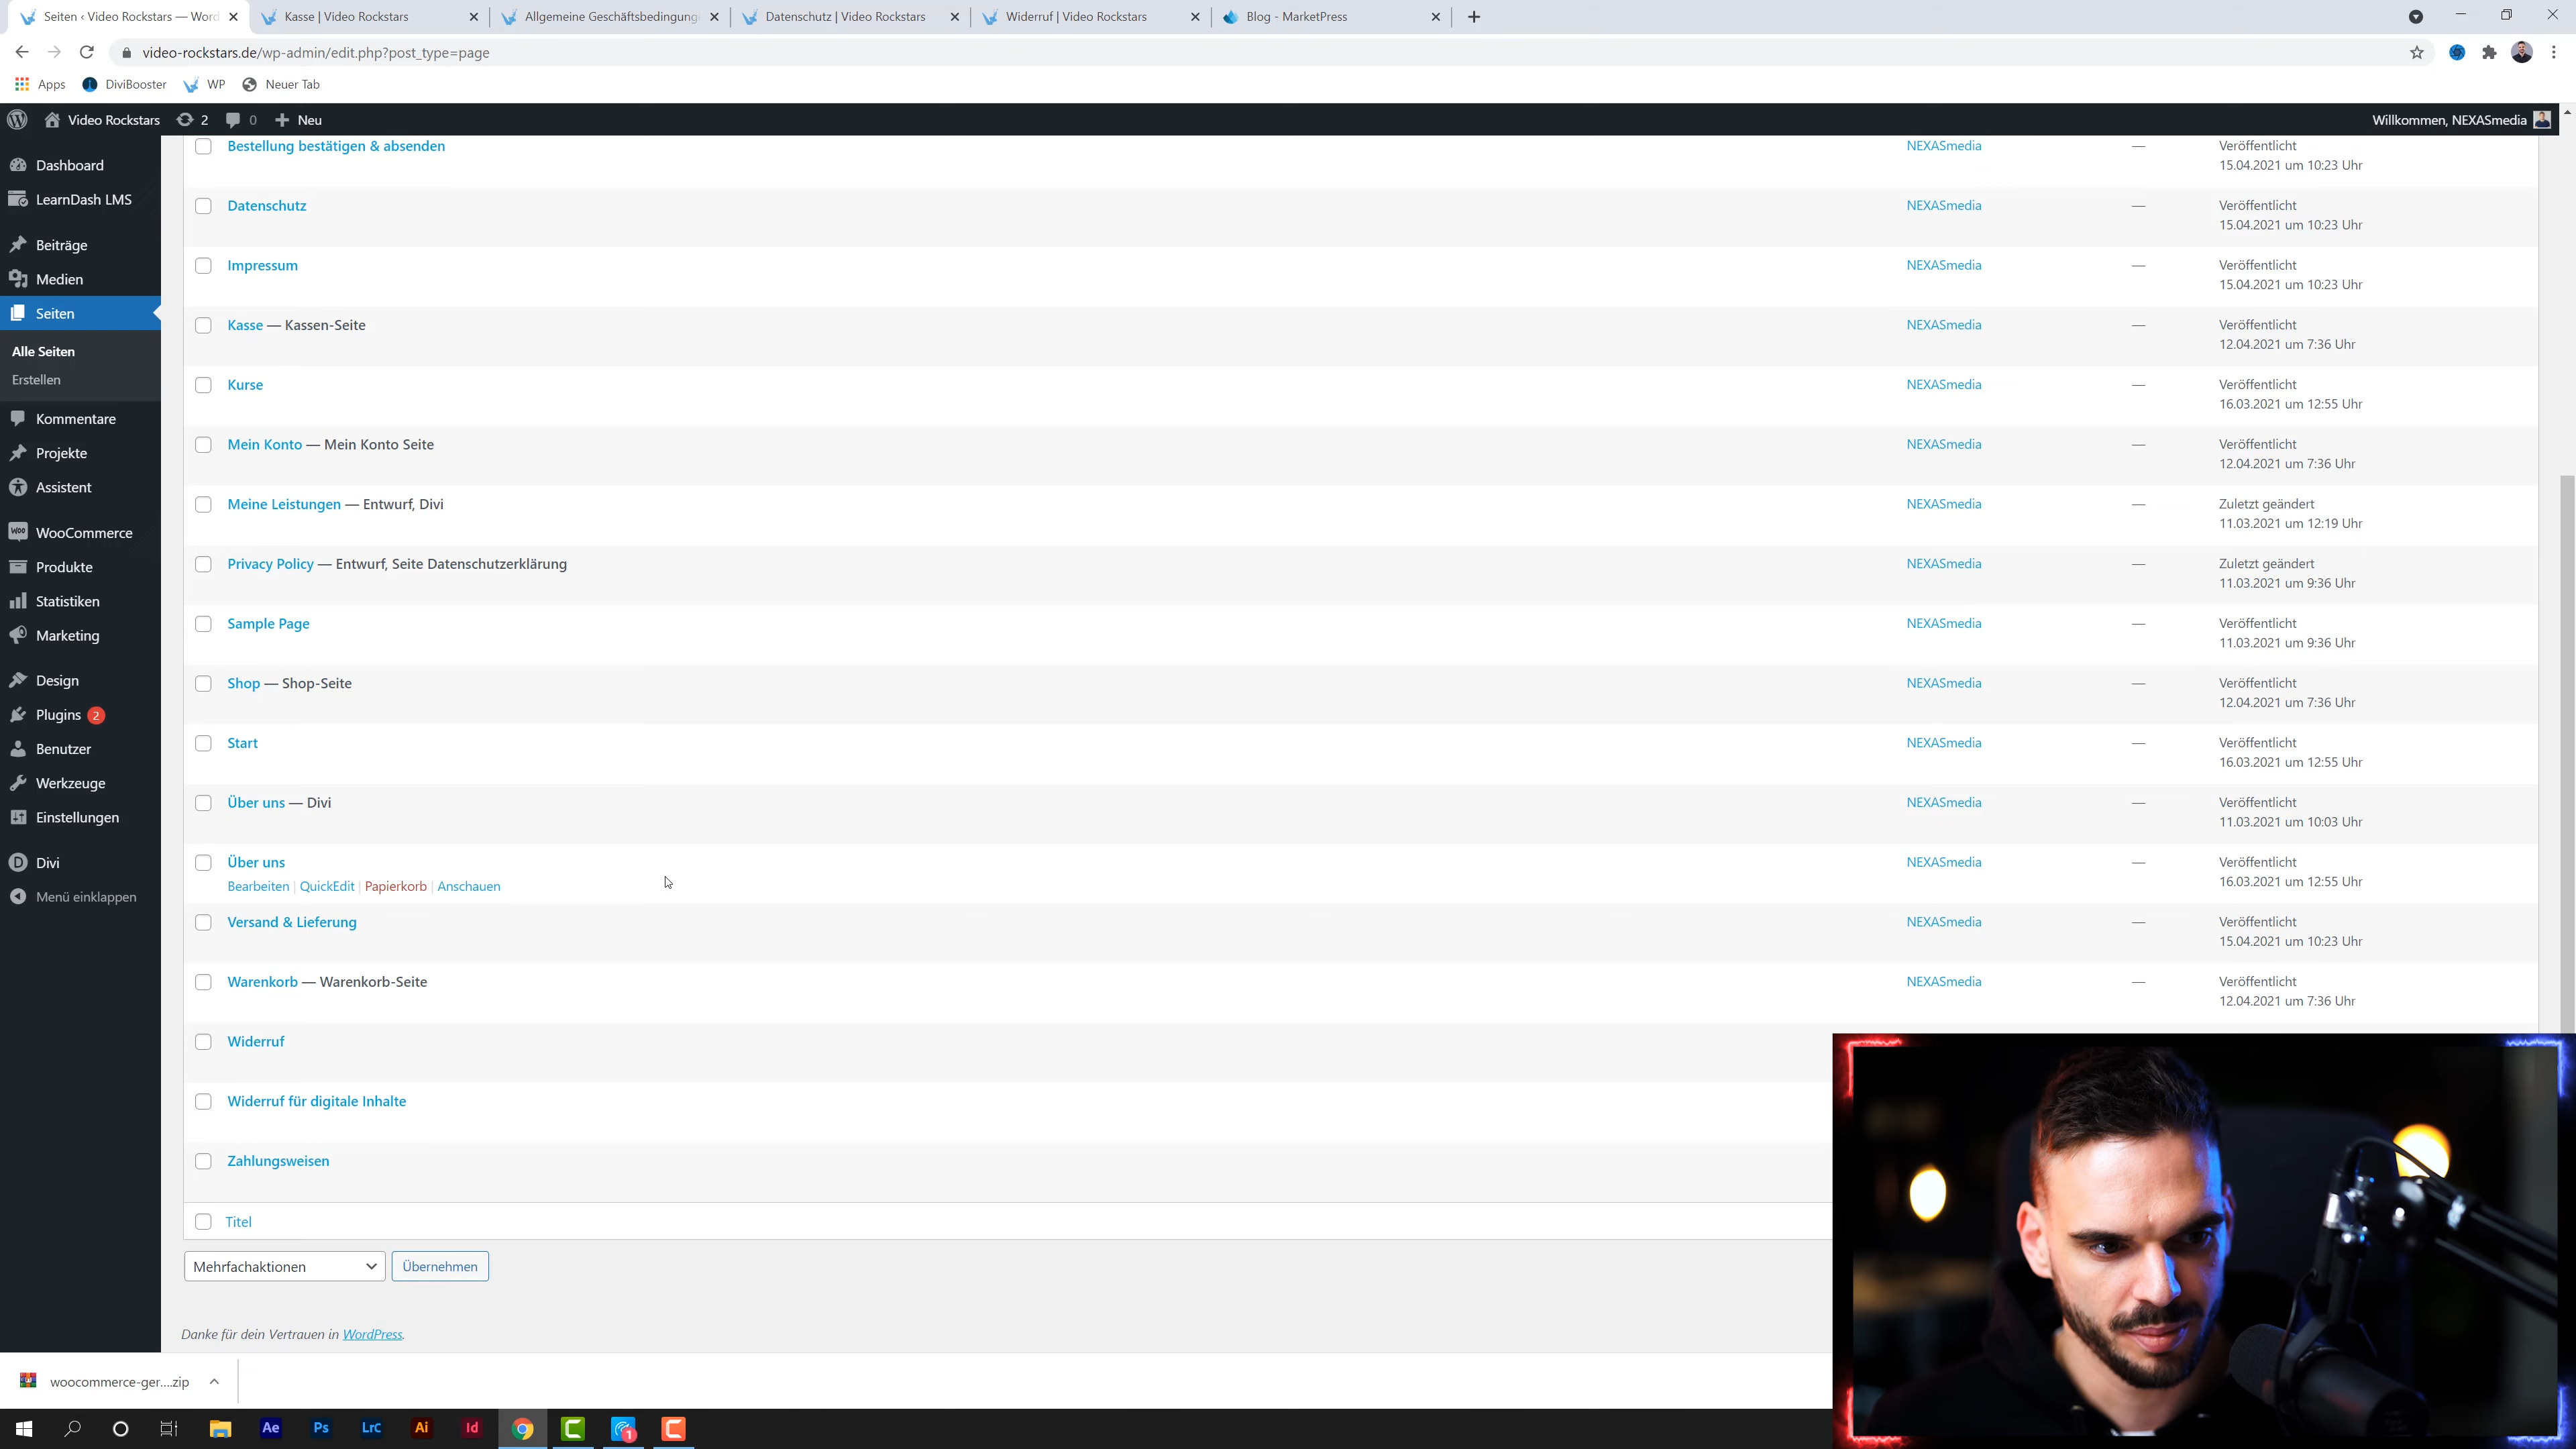 Seiten ‹ Video Rockstars — Word
Kasse | Video Rockstars
Allgemeine Geschäftsbedingung
Datenschutz | Video Rockstars
Widerruf | Video Rockstars
Blog - MarketPress
video-rockstars.de/wp-admin/edit.php?post_type=page
Apps
DiviBooster
WP
Neuer Tab
Video Rockstars
2
0
Neu
Willkommen, NEXASmedia
Dashboard
LearnDash LMS
Beiträge
Medien
Seiten
Alle Seiten
Erstellen
Kommentare
Projekte
Assistent
WooCommerce
Produkte
Statistiken
Marketing
Design
Plugins 2
Benutzer
Werkzeuge
Einstellungen
Divi
Menü einklappen
Bestellung bestätigen & absenden NEXASmedia — Veröffentlicht
15.04.2021 um 10:23 Uhr
Datenschutz NEXASmedia — Veröffentlicht
15.04.2021 um 10:23 Uhr
Impressum NEXASmedia — Veröffentlicht
15.04.2021 um 10:23 Uhr
Kasse — Kassen-Seite NEXASmedia — Veröffentlicht
12.04.2021 um 7:36 Uhr
Kurse NEXASmedia — Veröffentlicht
16.03.2021 um 12:55 Uhr
Mein Konto — Mein Konto Seite NEXASmedia — Veröffentlicht
12.04.2021 um 7:36 Uhr
Meine Leistungen — Entwurf, Divi NEXASmedia — Zuletzt geändert
11.03.2021 um 12:19 Uhr
Privacy Policy — Entwurf, Seite Datenschutzerklärung NEXASmedia — Zuletzt geändert
11.03.2021 um 9:36 Uhr
Sample Page NEXASmedia — Veröffentlicht
11.03.2021 um 9:36 Uhr
Shop — Shop-Seite NEXASmedia — Veröffentlicht
12.04.2021 um 7:36 Uhr
Start NEXASmedia — Veröffentlicht
16.03.2021 um 12:55 Uhr
Über uns — Divi NEXASmedia — Veröffentlicht
11.03.2021 um 10:03 Uhr
Über uns NEXASmedia — Veröffentlicht
Bearbeiten | QuickEdit | Papierkorb | Anschauen 16.03.2021 um 12:55 Uhr
Versand & Lieferung NEXASmedia — Veröffentlicht
15.04.2021 um 10:23 Uhr
Warenkorb — Warenkorb-Seite NEXASmedia — Veröffentlicht
12.04.2021 um 7:36 Uhr
Widerruf
Widerruf für digitale Inhalte
Zahlungsweisen
Titel
Mehrfachaktionen
Übernehmen
Danke für dein Vertrauen in WordPress.
woocommerce-ger....zip
Ae
Ps
LrC
Ai
Id
1